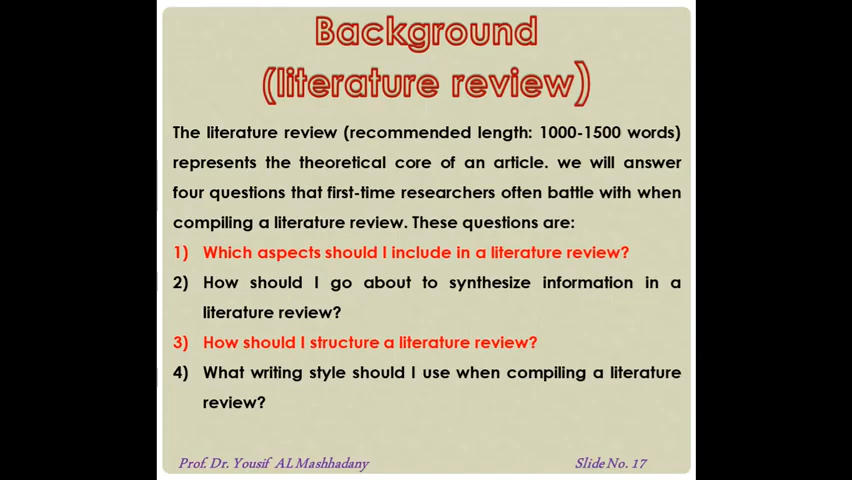 Background
(literature review)
The literature review (recommended length: 1000-1500 words)
represents the theoretical core of an article. we will answer
four questions that first-time researchers often battle with when
compiling a literature review. These questions are:
1) Which aspects should I include in a literature review?
2) How should I go about to synthesize information in a
literature review?
3) How should I structure a literature review?
4) What writing style should I use when compiling a literature
review?
Prof. Dr. Yousif AL Mashhadany
Slide No. 17